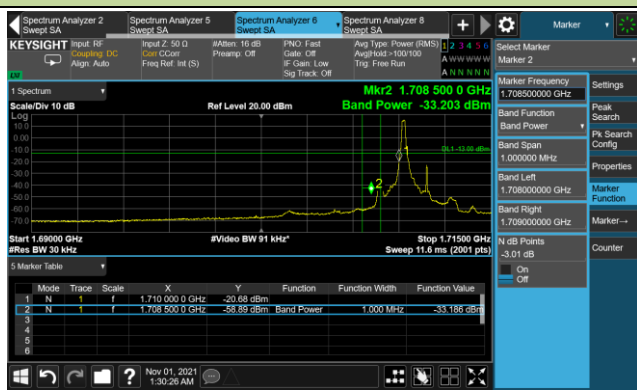 Spectrum Analyzer 2
Swept SA
Spectrum Analyzer 5
Swept SA
Spectrum Analyzer 6
Swept SA
Spectrum Analyzer 8
Swept SA
+
Marker
KEYSIGHT
Input: RF
Coupling: DC
Align: Auto
Input Z: 50 Ω
Corr CCorr
Freq Ref: Int (S)
#Atten: 16 dB
Preamp: Off
PNO: Fast
Gate: Off
IF Gain: Low
Sig Track: Off
Avg Type: Power (RMS)
Avg|Hold:>100/100
Trig: Free Run
1 2 3 4 5 6
A W W W W W
A N N N N N
Select Marker
Marker 2
1 Spectrum
Scale/Div 10 dB
Log
Ref Level 20.00 dBm
Mkr2 1.708 500 0 GHz
Band Power -33.203 dBm
10.0
0.00
-10.0
-20.0
-30.0
-40.0
-50.0
-60.0
-70.0
DL1 -13.00 dBm
2
Start 1.69000 GHz
#Res BW 30 kHz
#Video BW 91 kHz*
Stop 1.71500 GHz
Sweep 11.6 ms (2001 pts)
5 Marker Table
Mode Trace Scale X Y Function Function Width Function Value
1 N 1 f 1.710 000 0 GHz -20.68 dBm
2 N 1 f 1.708 500 0 GHz -58.89 dBm Band Power 1.000 MHz -33.186 dBm
3
4
5
6
Marker Frequency
1.708500000 GHz
Band Function
Band Power
Band Span
1.000000 MHz
Band Left
1.708000000 GHz
Band Right
1.709000000 GHz
N dB Points
-3.01 dB
On
Off
Settings
Peak
Search
Pk Search
Config
Properties
Marker
Function
Marker→
Counter
?
Nov 01, 2021
1:30:26 AM